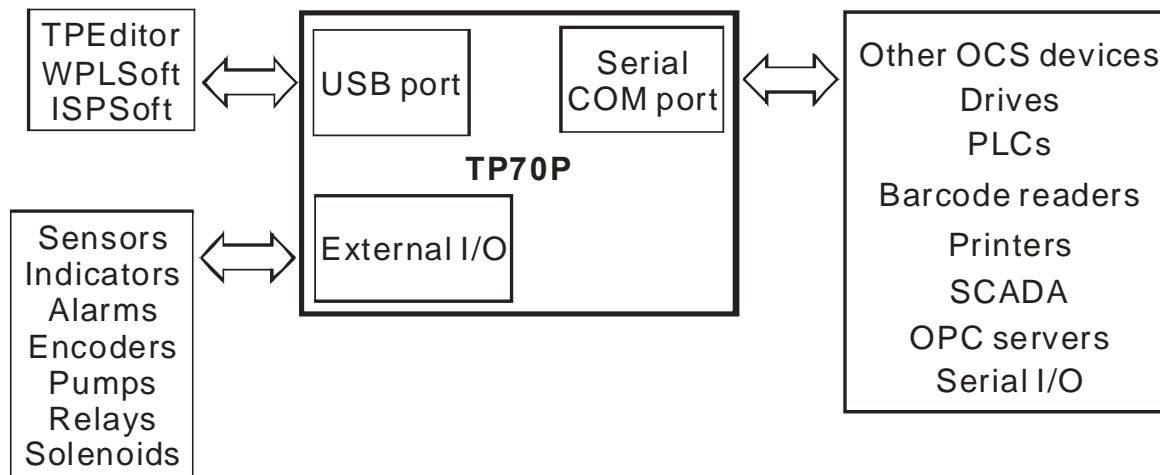 TPEditor
WPLSoft
ISPSoft
USB port
Serial
COM port
TP70P
External I/O
Sensors
Indicators
Alarms
Encoders
Pumps
Relays
Solenoids
Other OCS devices
Drives
PLCs
Barcode readers
Printers
SCADA
OPC servers
Serial I/O